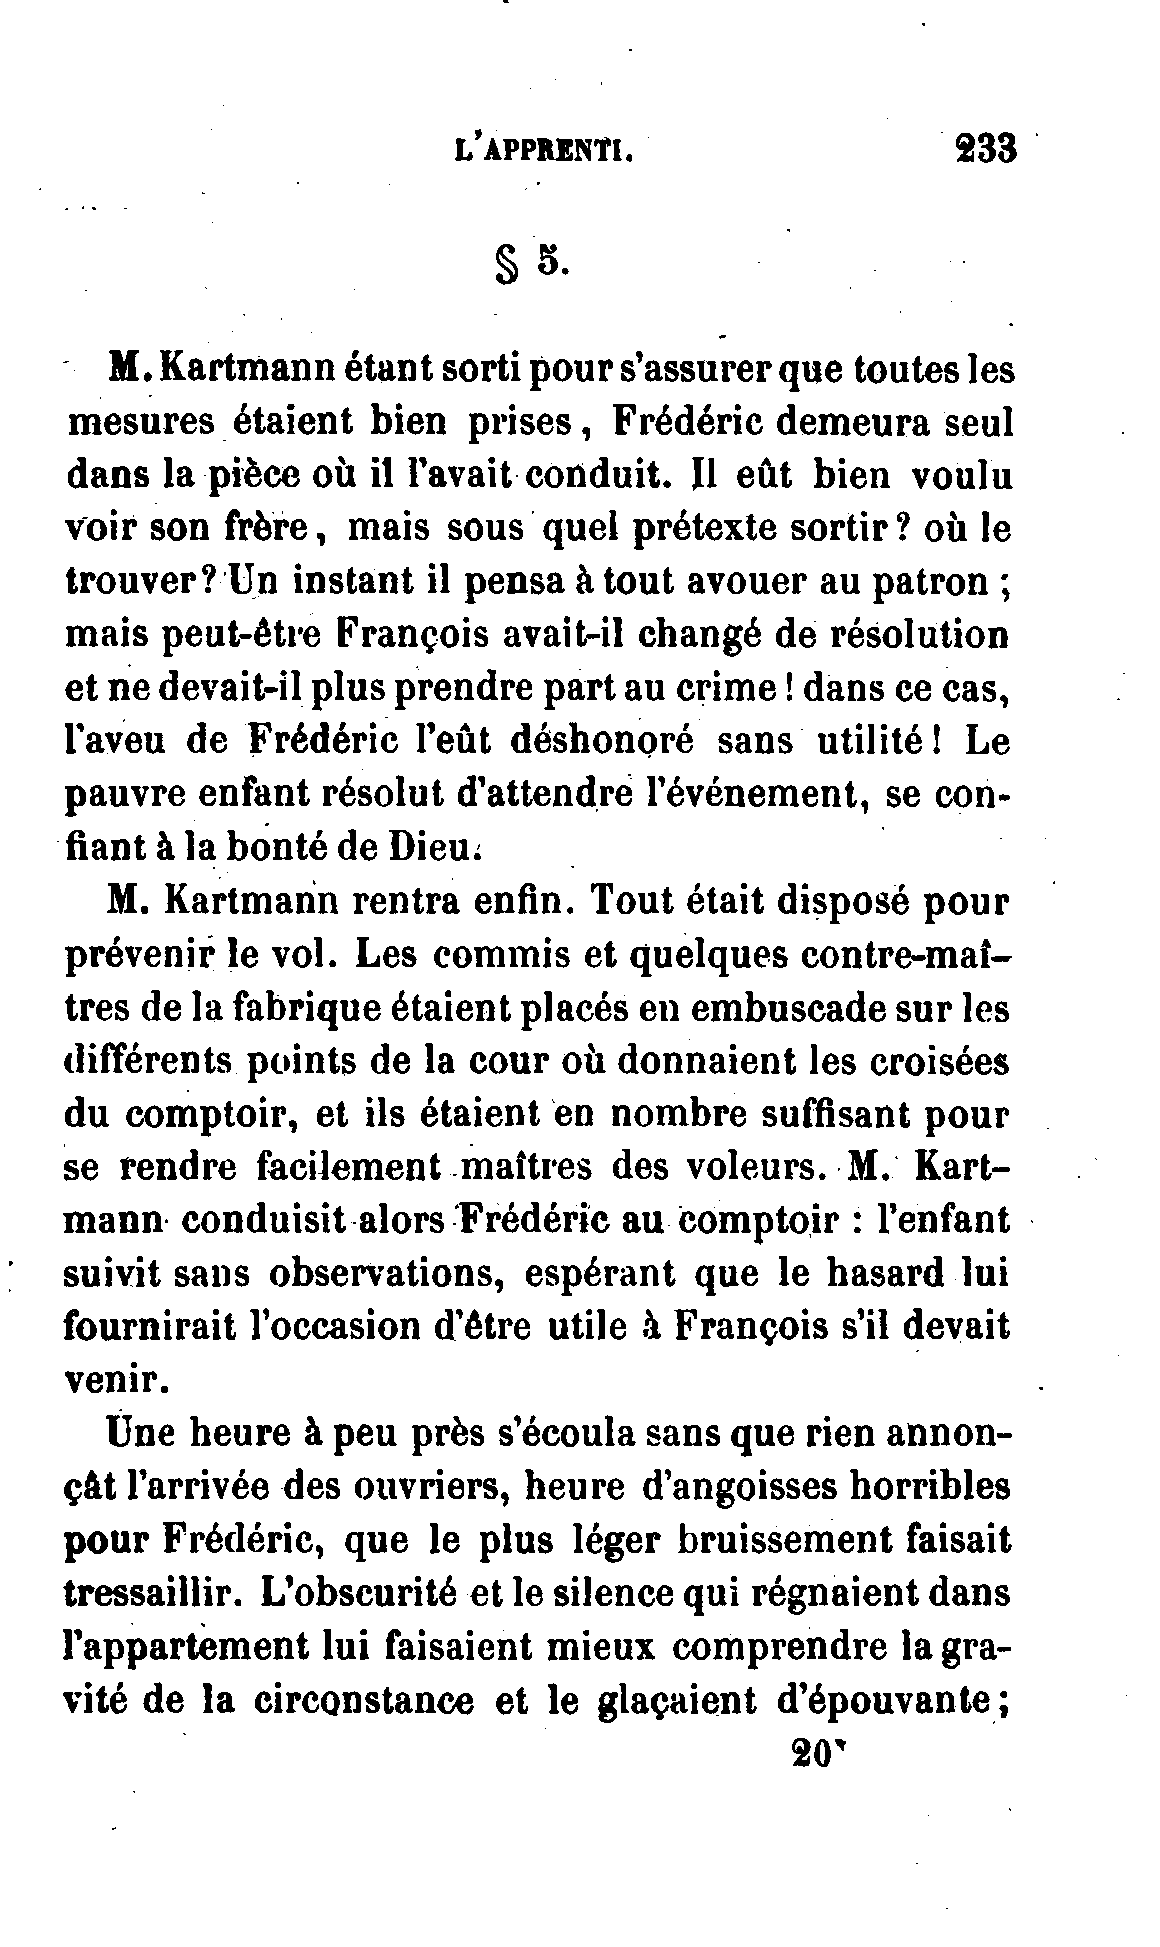 L'APPRENTI. 233
§ 5.
M. Kartmann étant sorti pour s'assurer que toutes les
mesures étaient bien prises, Frédéric demeura seul
dans la pièce où il l'avait conduit. Il eût bien voulu
voir son frère, mais sous quel prétexte sortir? où le
trouver? Un instant il pensa à tout avouer au patron ;
mais peut-être François avait-il changé de résolution
et ne devait-il plus prendre part au crime ! dans ce cas,
l'aveu de Frédéric l'eût déshonoré sans utilité! Le
pauvre enfant résolut d'attendre l'événement, se con-
fiant à la bonté de Dieu.
M. Kartmann rentra enfin. Tout était disposé pour
prévenir le vol. Les commis et quelques contre-maî-
tres de la fabrique étaient placés en embuscade sur les
différents points de la cour où donnaient les croisées
du comptoir, et ils étaient en nombre suffisant pour
se rendre facilement maîtres des voleurs. M. Kart-
mann conduisit alors Frédéric au comptoir : l'enfant
suivit sans observations, espérant que le hasard lui
fournirait l'occasion d'être utile à François s'il devait
venir.
Une heure à peu près s'écoula sans que rien annon-
çât l'arrivée des ouvriers, heure d'angoisses horribles
pour Frédéric, que le plus léger bruissement faisait
tressaillir. L'obscurité et le silence qui régnaient dans
l'appartement lui faisaient mieux comprendre la gra-
vité de la circonstance et le glaçaient d'épouvante ;
20*